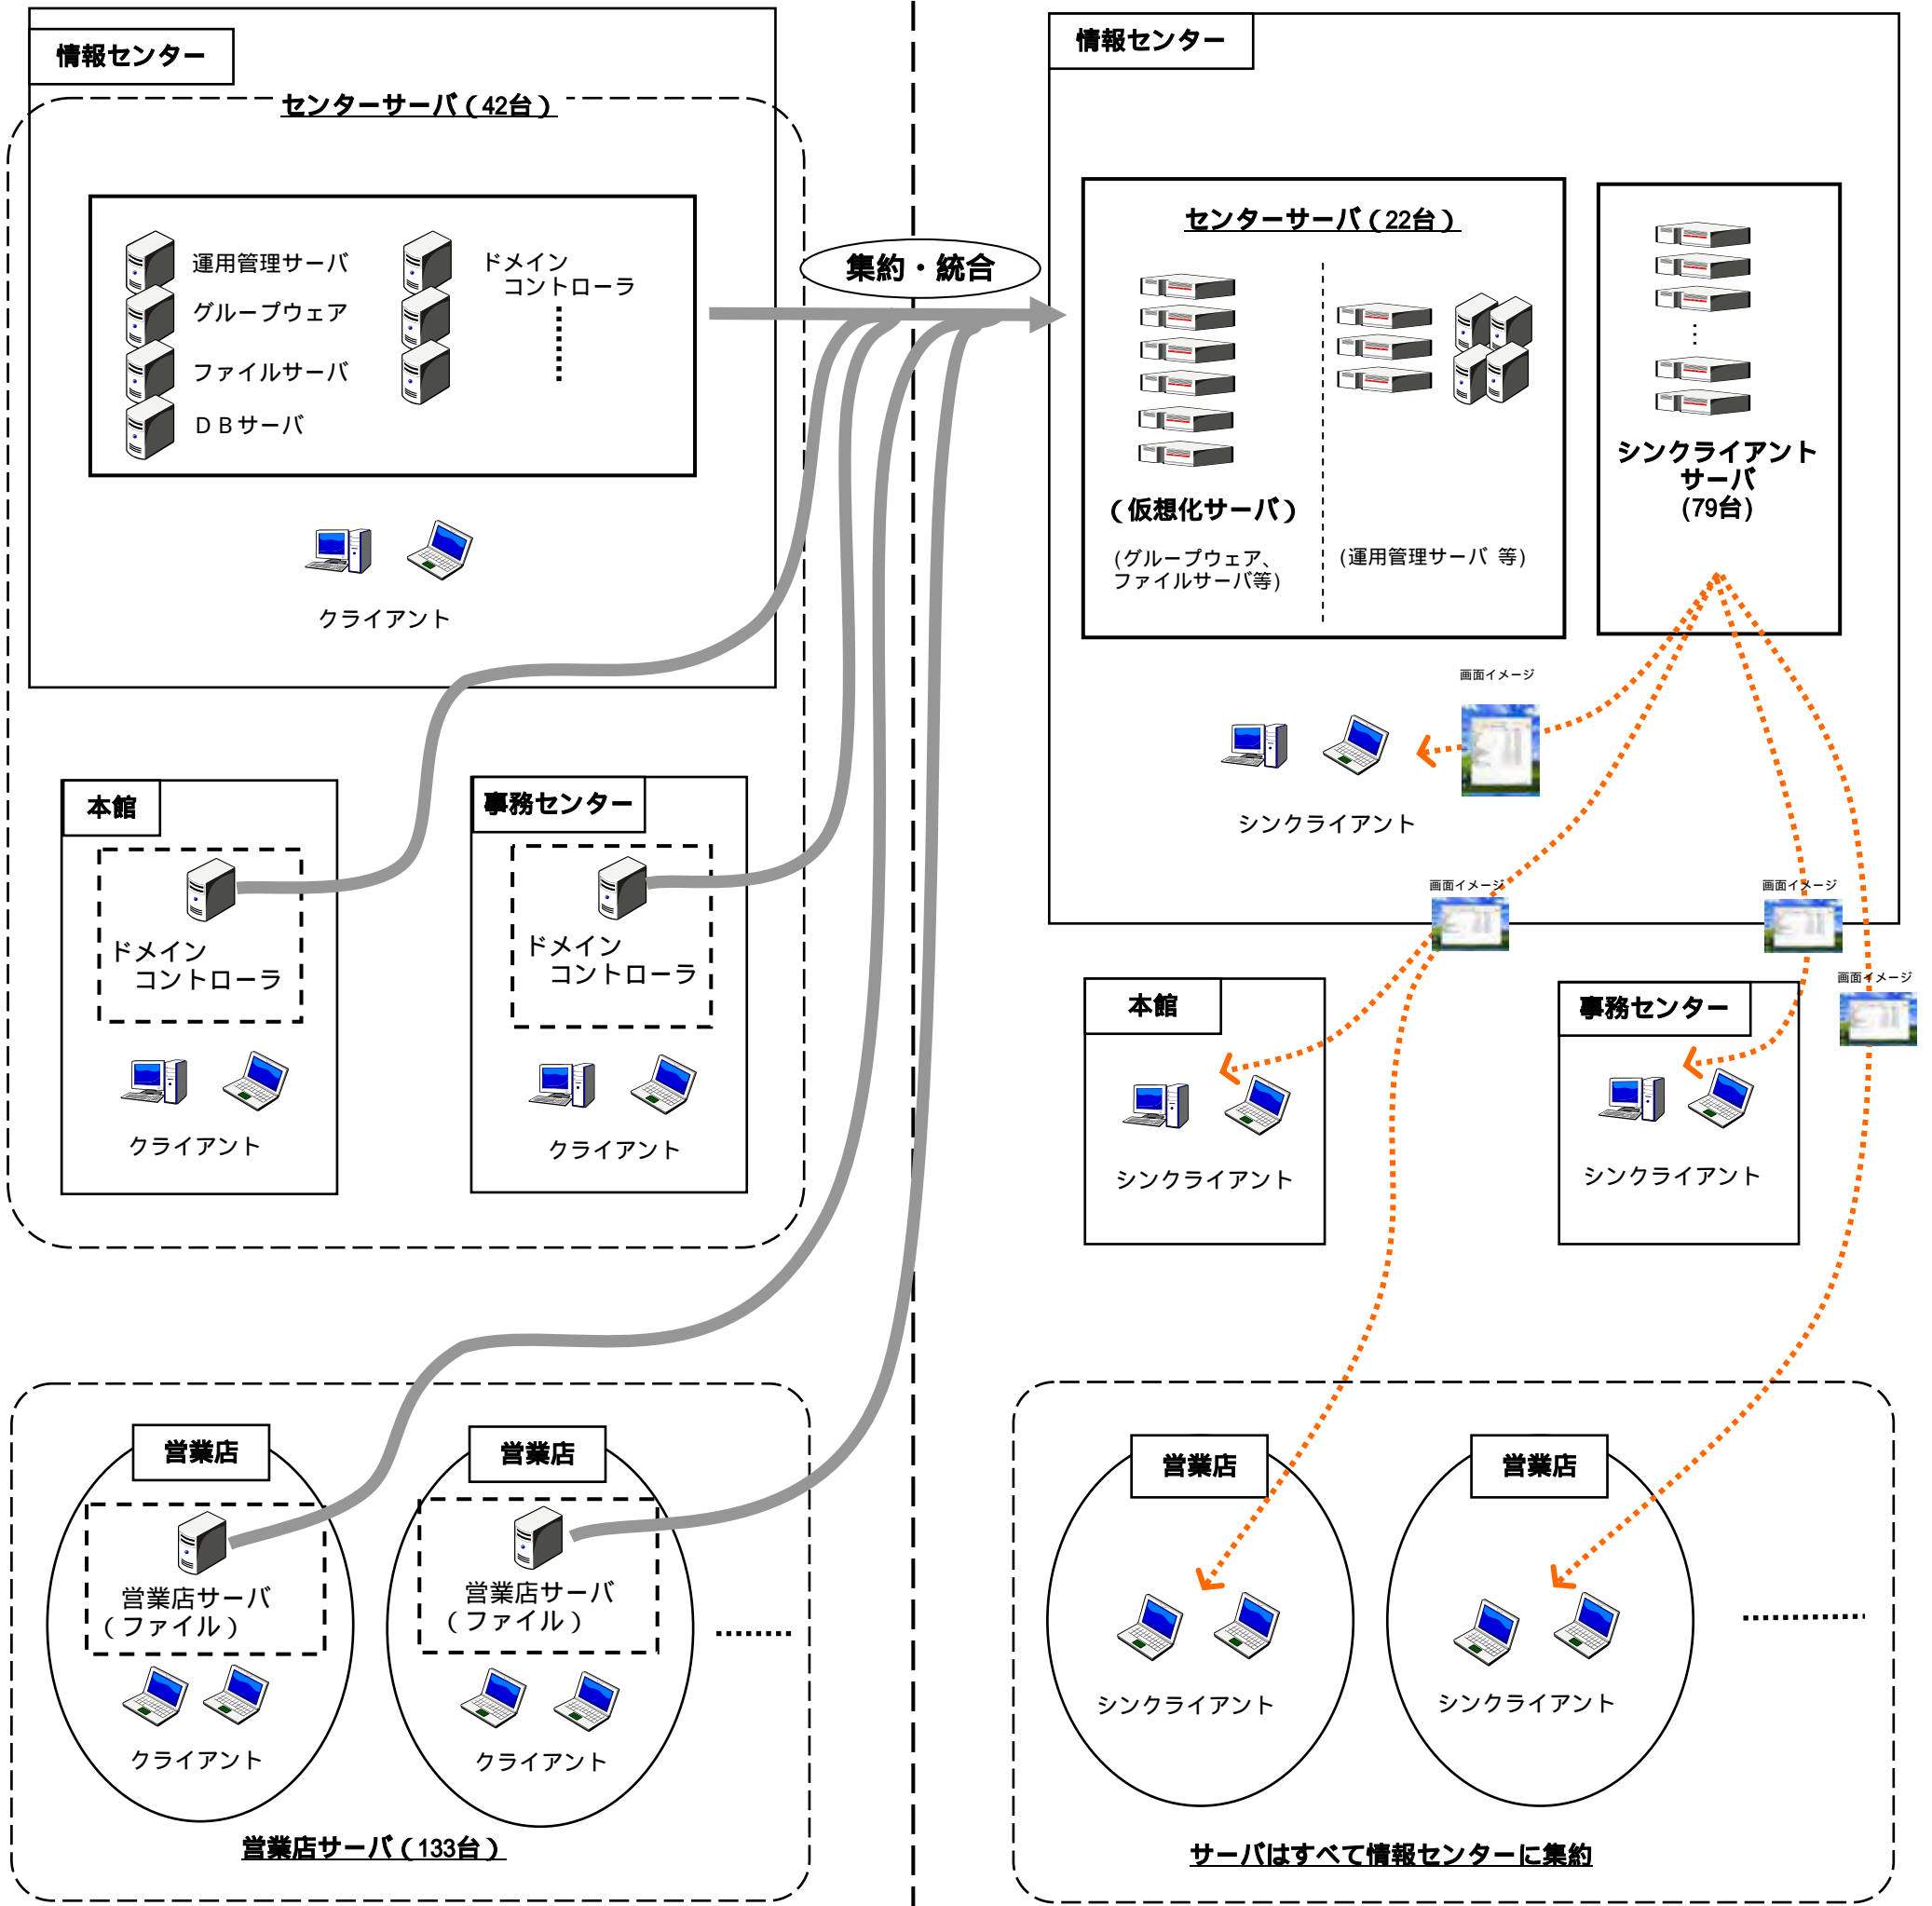 情報センター
センターサーバ（42台）
運用管理サーバ
グループウェア
ファイルサーバ
ＤＢサーバ
ドメイン
コントローラ
クライアント
本館
ドメイン
コントローラ
クライアント
事務センター
ドメイン
コントローラ
クライアント
営業店
営業店サーバ
（ファイル）
クライアント
営業店
営業店サーバ
（ファイル）
クライアント
営業店サーバ（133台）
集約・統合
情報センター
センターサーバ（22台）
（仮想化サーバ）
(グループウェア、
ファイルサーバ等)
(運用管理サーバ 等)
シンクライアント
サーバ
(79台)
画面イメージ
シンクライアント
画面イメージ
画面イメージ
画面イメージ
本館
シンクライアント
事務センター
シンクライアント
営業店
シンクライアント
営業店
シンクライアント
サーバはすべて情報センターに集約